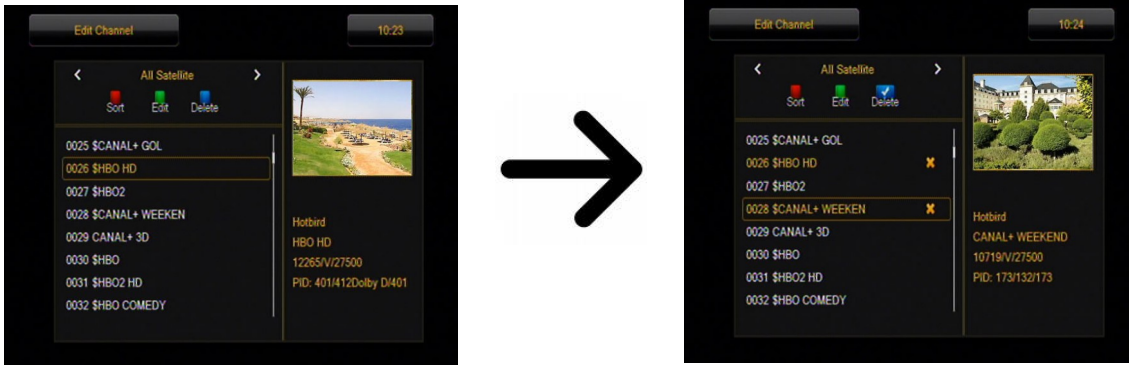 Edit Channel
10:23
All Satellite
Sort Edit Delete
0025 $CANAL+ GOL
0026 $HBO HD
0027 $HBO2
0028 $CANAL+ WEEKEN
0029 CANAL+ 3D
0030 $HBO
0031 $HBO2 HD
0032 $HBO COMEDY
Hotbird
HBO HD
12265/V/27500
PID: 401/412Dolby D/401
Edit Channel
10:24
All Satellite
Sort Edit Delete
0025 $CANAL+ GOL
0026 $HBO HD
0027 $HBO2
0028 $CANAL+ WEEKEN
0029 CANAL+ 3D
0030 $HBO
0031 $HBO2 HD
0032 $HBO COMEDY
Hotbird
CANAL+ WEEKEND
10719/V/27500
PID: 173/132/173